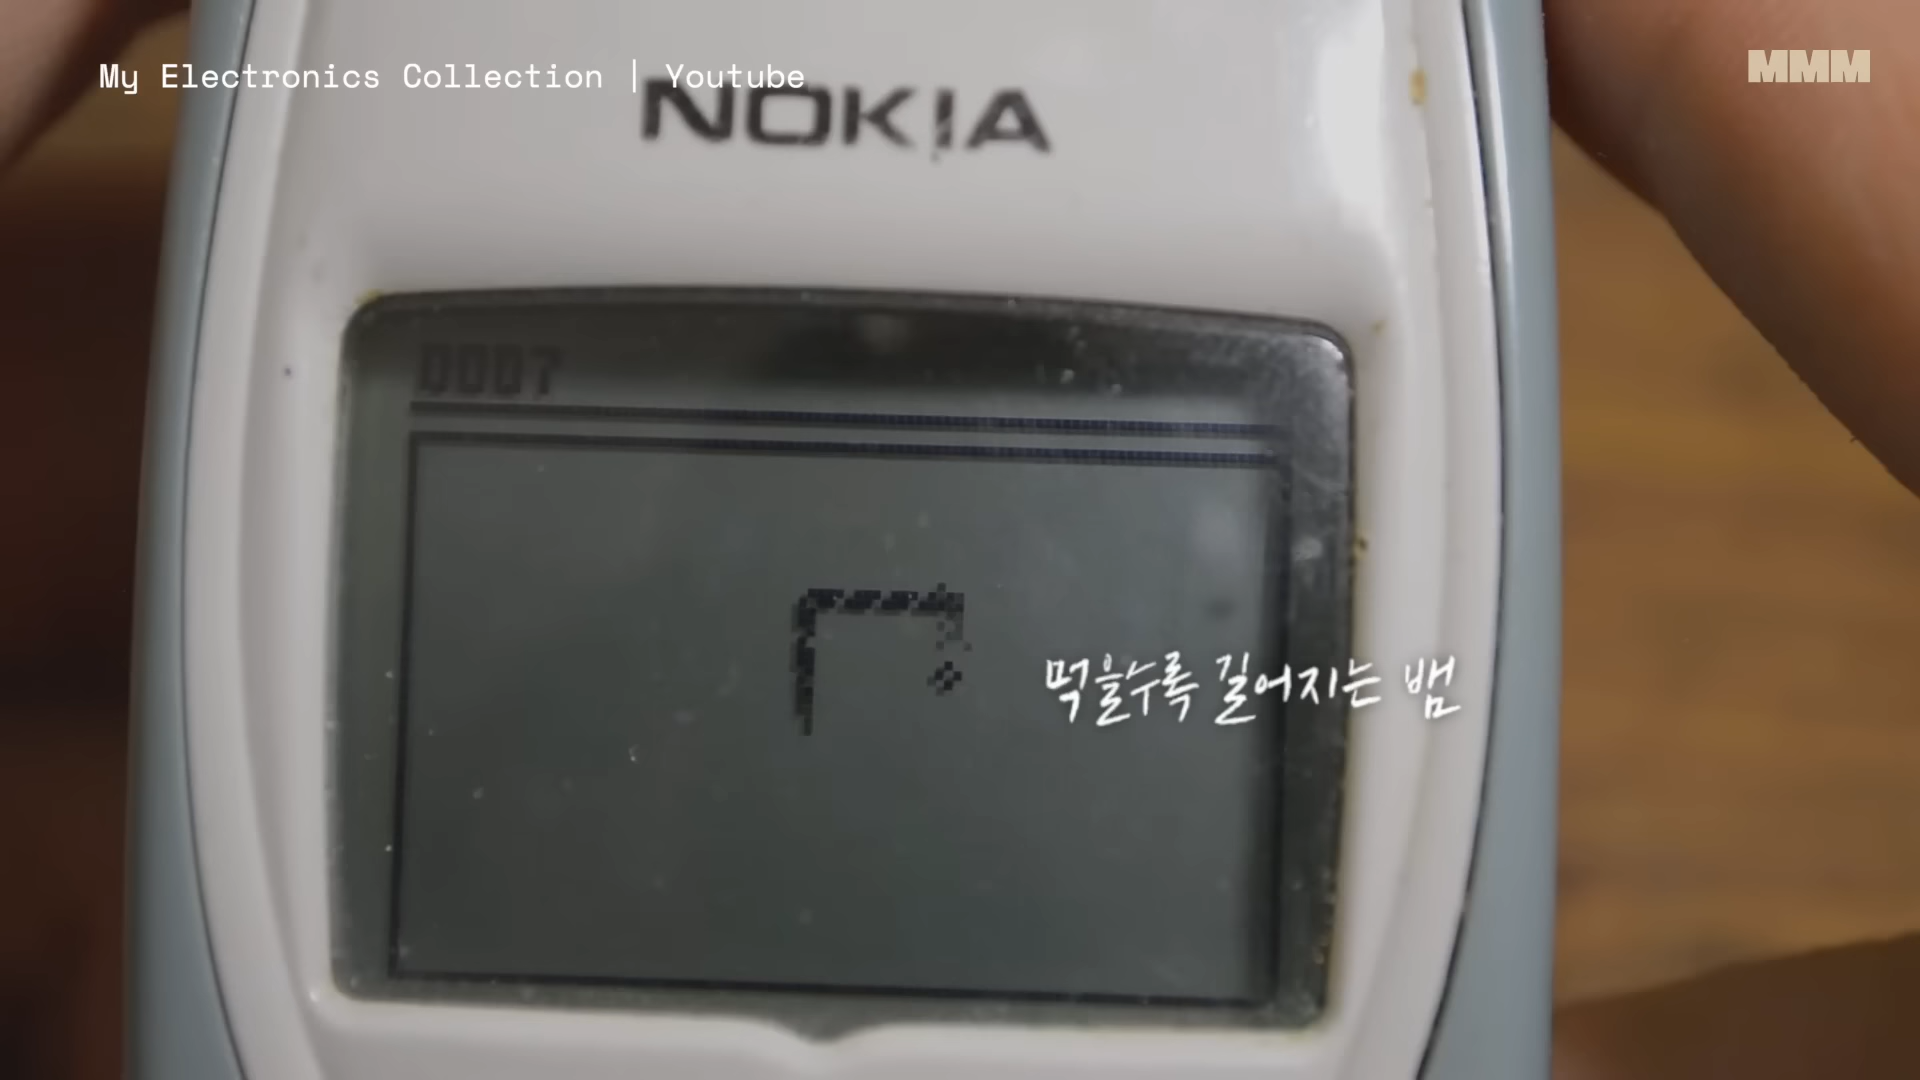 My Electronics Collection | Youtube
MMM
NOKIA
0007
먹을수록 길어지는 뱀